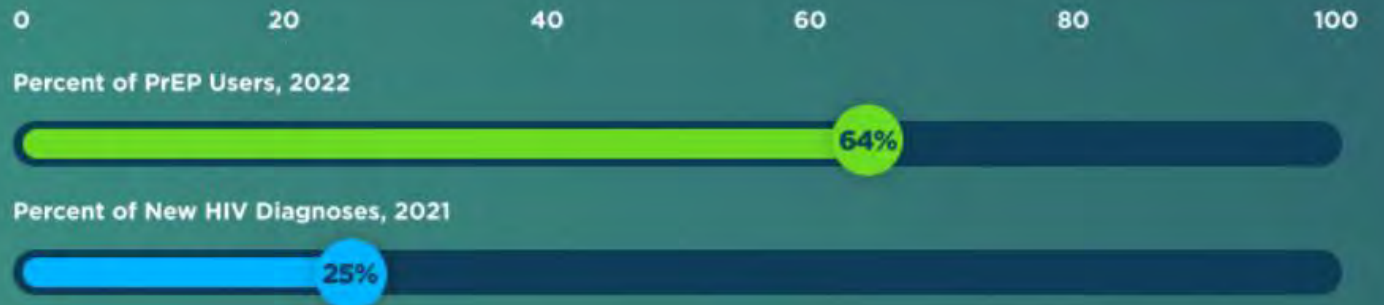 0 20 40 60 80 100
Percent of PrEP Users, 2022
64%
Percent of New HIV Diagnoses, 2021
25%